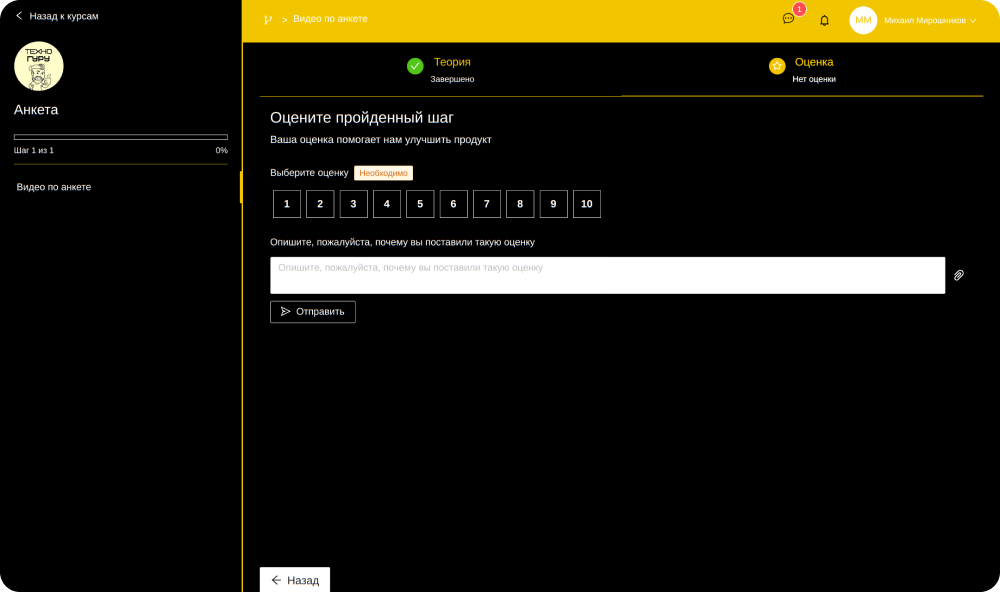 Назад к курсам
ТЕХНО
ГУРУ
Анкета
Шаг 1 из 1
0%
Видео по анкете
> Видео по анкете
1
ММ
Михаил Мирошчиков
Теория
Завершено
Оценка
Нет оценки
Оцените пройденный шаг
Ваша оценка помогает нам улучшить продукт
Выберите оценку Необходимо
1 2 3 4 5 6 7 8 9 10
Опишите, пожалуйста, почему вы поставили такую оценку
Опишите, пожалуйста, почему вы поставили такую оценку
Отправить
Назад